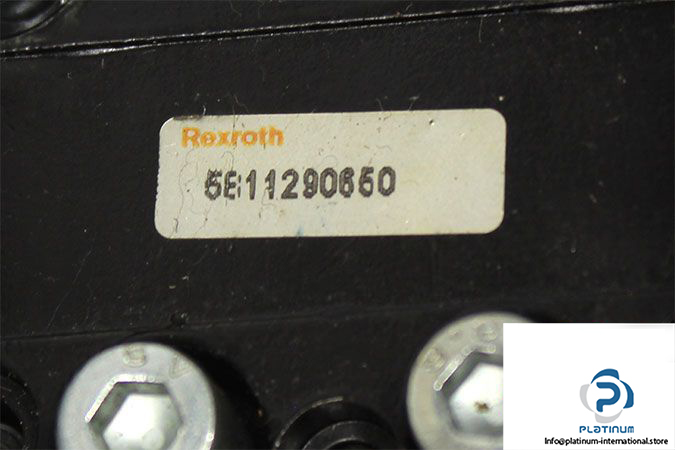 Rexroth
5811290650
PLATINUM
Info@platinum-international.store